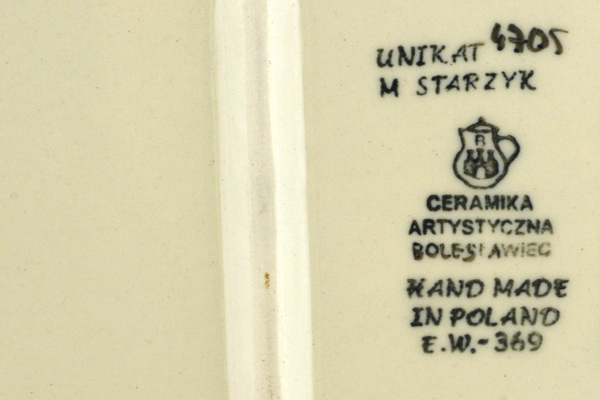 UNIKAT 4705
M STARZYK
R
CERAMIKA
ARTYSTYCZNA
BOLESŁAWIEC
HAND MADE
IN POLAND
E.W.-369